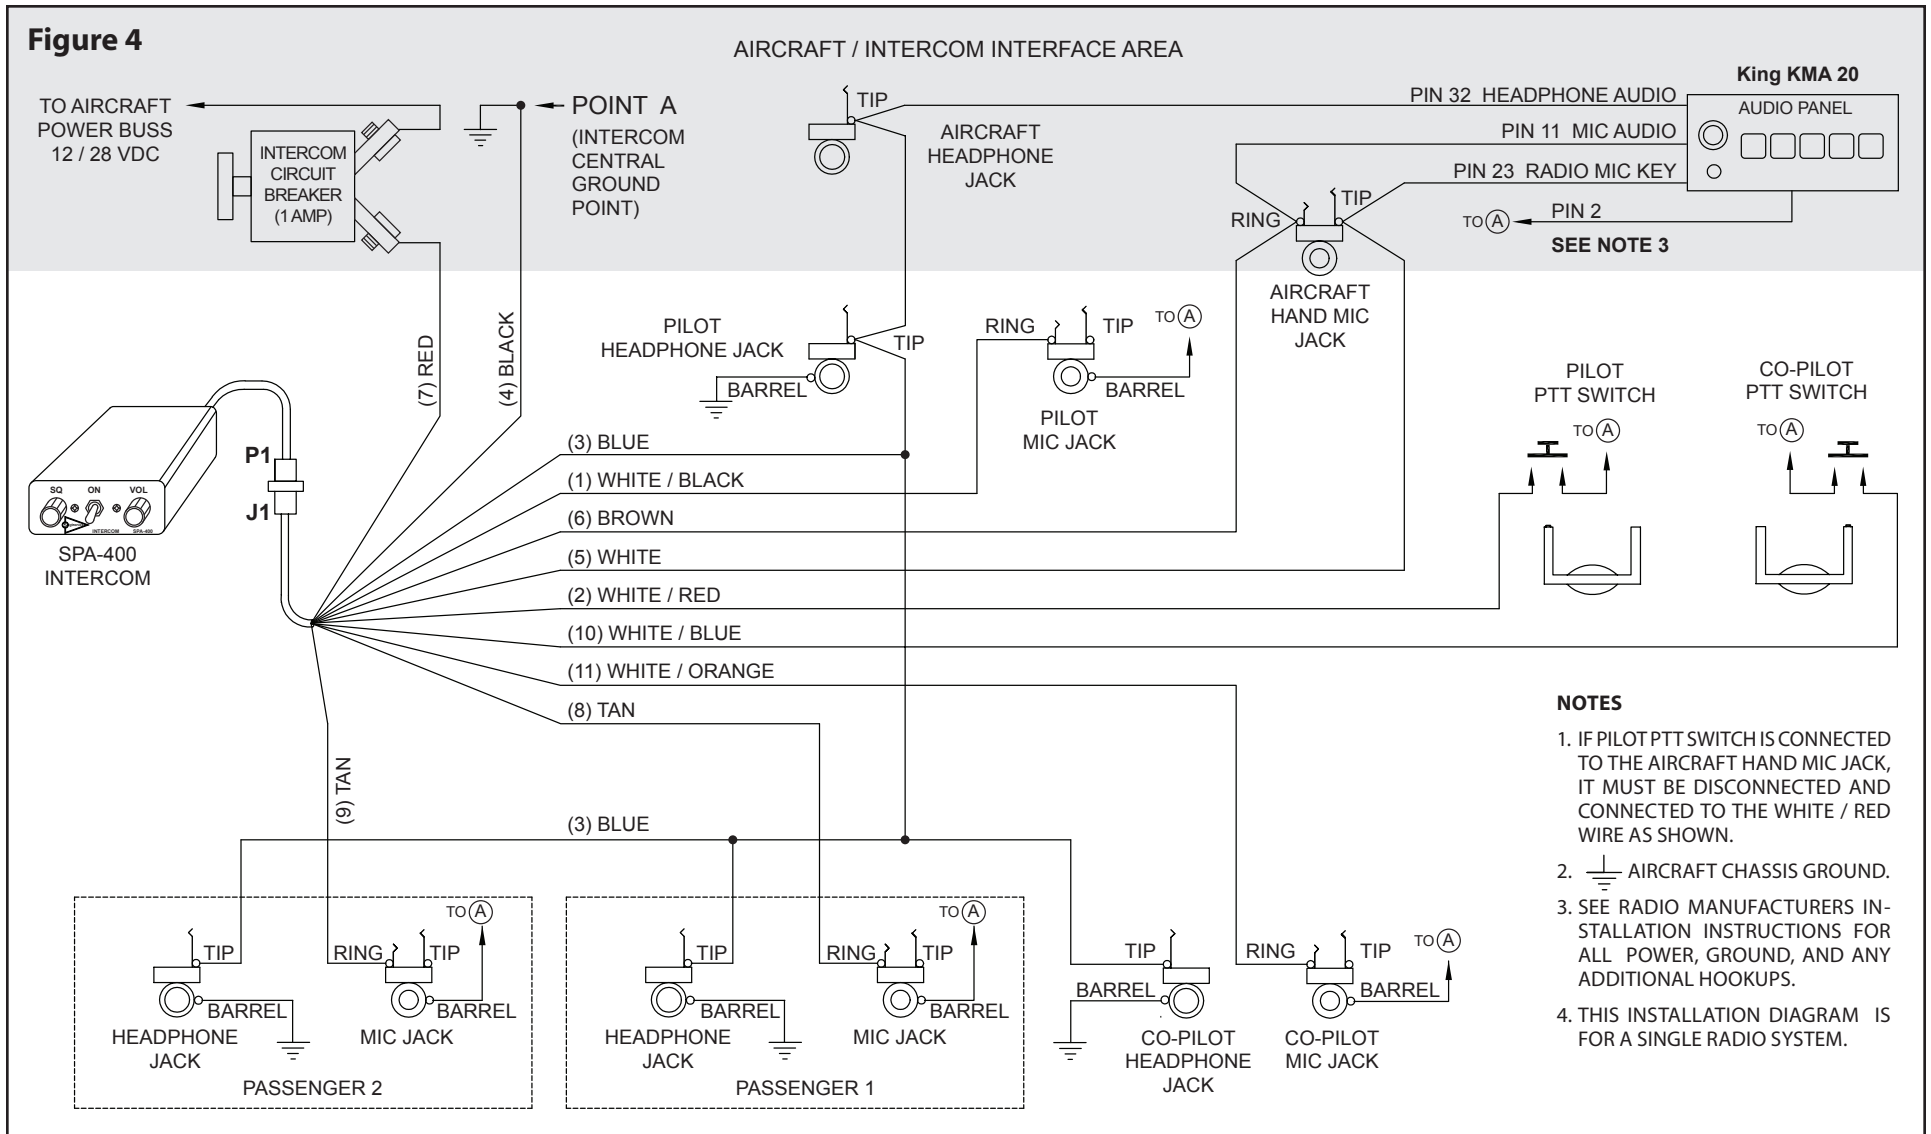 Figure 4
AIRCRAFT / INTERCOM INTERFACE AREA
TO AIRCRAFT
POWER BUSS
12 / 28 VDC
INTERCOM
CIRCUIT
BREAKER
(1 AMP)
POINT A
(INTERCOM
CENTRAL
GROUND
POINT)
TIP
AIRCRAFT
HEADPHONE
JACK
PIN 32 HEADPHONE AUDIO
PIN 11 MIC AUDIO
PIN 23 RADIO MIC KEY
King KMA 20
AUDIO PANEL
TO A
PIN 2
SEE NOTE 3
RING
TIP
AIRCRAFT
HAND MIC
JACK
(7) RED
(4) BLACK
PILOT
HEADPHONE JACK
TIP
BARREL
RING
TIP
TO A
BARREL
PILOT
MIC JACK
PILOT
PTT SWITCH
TO A
CO-PILOT
PTT SWITCH
TO A
P1
J1
SQ
ON
VOL
INTERCOM
SPA-400
SPA-400
INTERCOM
(3) BLUE
(1) WHITE / BLACK
(6) BROWN
(5) WHITE
(2) WHITE / RED
(10) WHITE / BLUE
(11) WHITE / ORANGE
(8) TAN
(9) TAN
(3) BLUE
TIP
BARREL
HEADPHONE
JACK
RING
TIP
TO A
BARREL
MIC JACK
PASSENGER 2
TIP
BARREL
HEADPHONE
JACK
RING
TIP
TO A
BARREL
MIC JACK
PASSENGER 1
TIP
BARREL
CO-PILOT
HEADPHONE
JACK
RING
TIP
TO A
BARREL
CO-PILOT
MIC JACK
NOTES
1. IF PILOT PTT SWITCH IS CONNECTED
TO THE AIRCRAFT HAND MIC JACK,
IT MUST BE DISCONNECTED AND
CONNECTED TO THE WHITE / RED
WIRE AS SHOWN.
2. AIRCRAFT CHASSIS GROUND.
3. SEE RADIO MANUFACTURERS IN-
STALLATION INSTRUCTIONS FOR
ALL POWER, GROUND, AND ANY
ADDITIONAL HOOKUPS.
4. THIS INSTALLATION DIAGRAM IS
FOR A SINGLE RADIO SYSTEM.